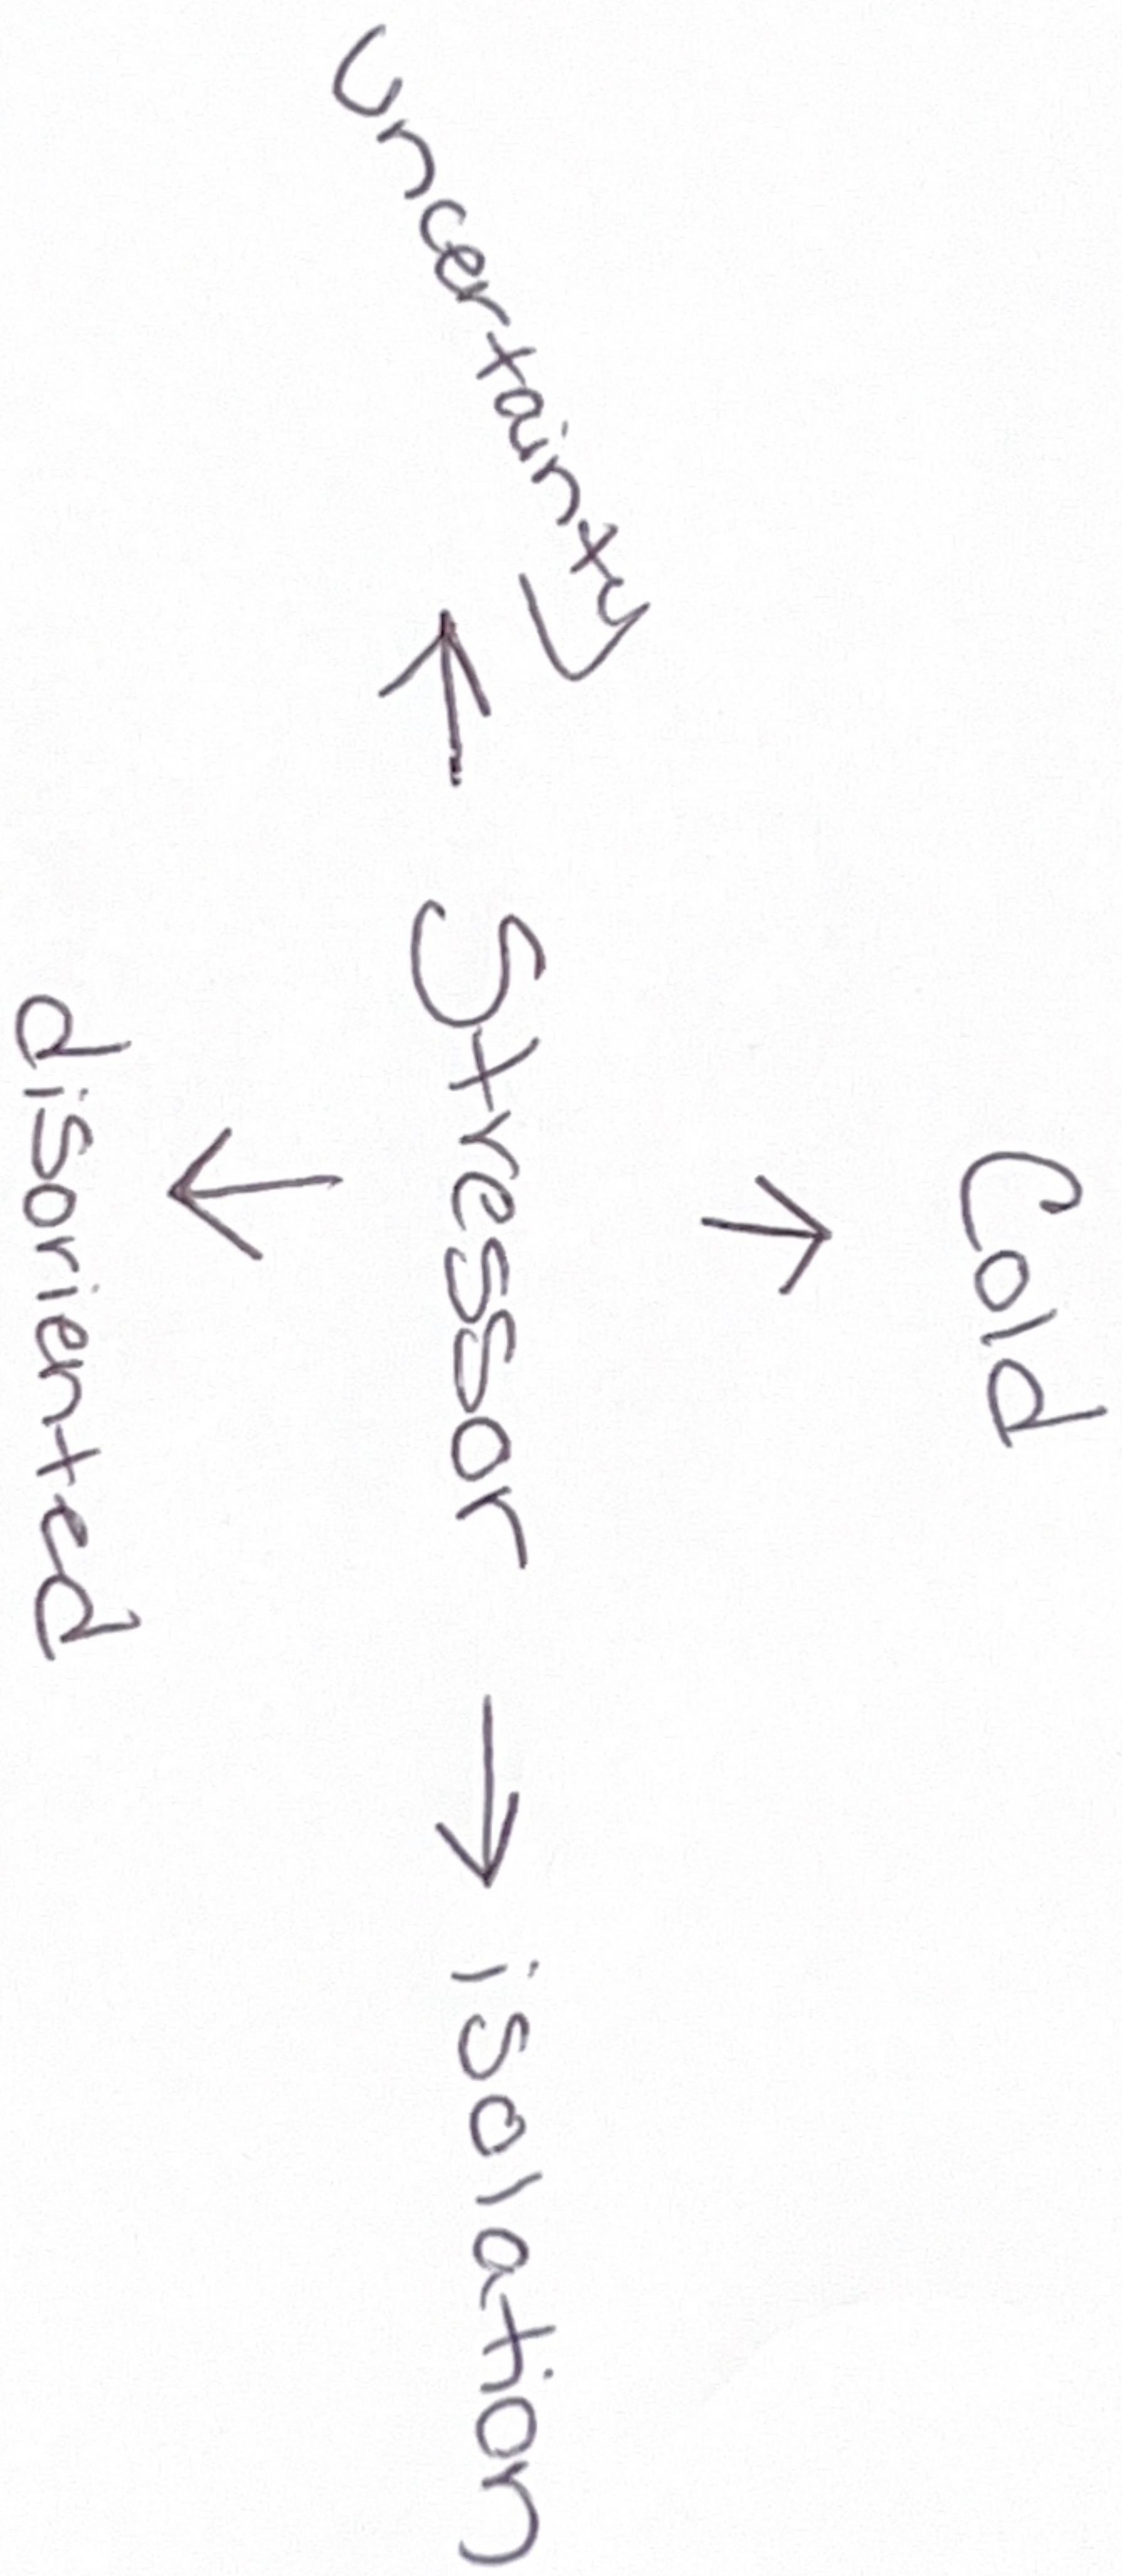 Cold
↑
uncertainty ← Stressor → isolation
↓
disoriented